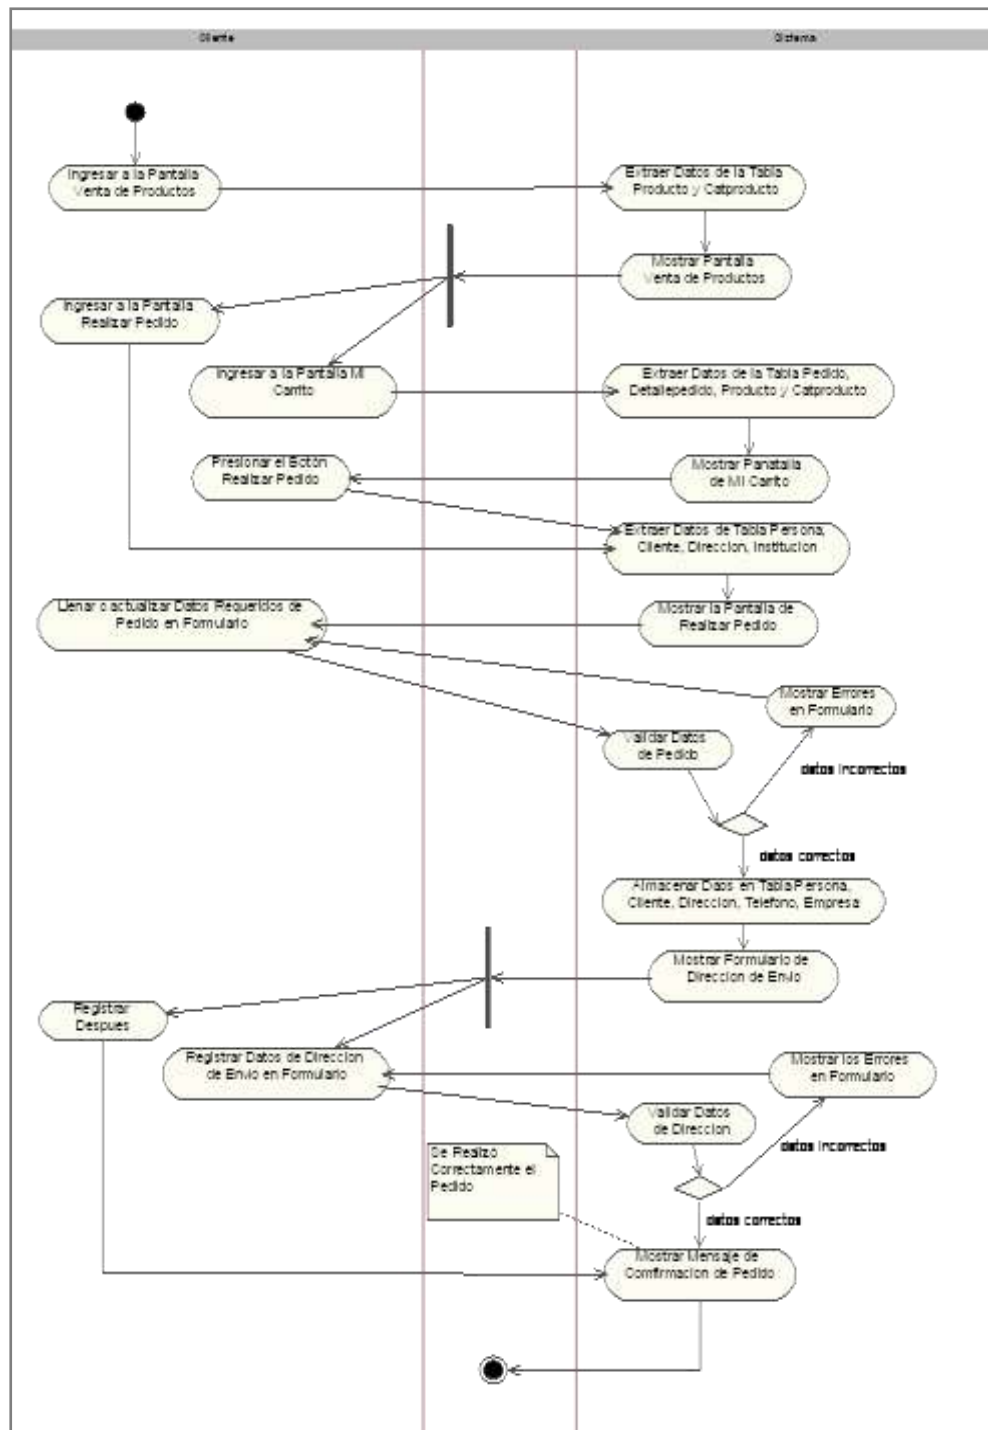 Cliente
Sistema
Ingresar a la Pantalla
Venta de Productos
Extraer Datos de la Tabla
Producto y Catproducto
Mostrar Pantalla
Venta de Productos
Ingresar a la Pantalla
Realizar Pedido
Ingresar a la Pantalla Mi
Carrito
Extraer Datos de la Tabla Pedido,
Detallepedido, Producto y Catproducto
Presionar el Botón
Realizar Pedido
Mostrar Panatalla
de Mi Carrito
Extraer Datos de Tabla Persona,
Cliente, Direccion, Institucion
Llenar o actualizar Datos Requeridos de
Pedido en Formulario
Mostrar la Pantalla de
Realizar Pedido
Mostrar Errores
en Formulario
Validar Datos
de Pedido
datos incorrectos
datos correctos
Almacenar Daos en Tabla Persona,
Cliente, Direccion, Telefono, Empresa
Mostrar Formulario de
Direccion de Envio
Registrar
Despues
Registrar Datos de Direccion
de Envio en Formulario
Mostrar los Errores
en Formulario
Validar Datos
de Direccion
datos incorrectos
Se Realizo
Correctamente el
Pedido
datos correctos
Mostrar Mensaje de
Comfirmacion de Pedido